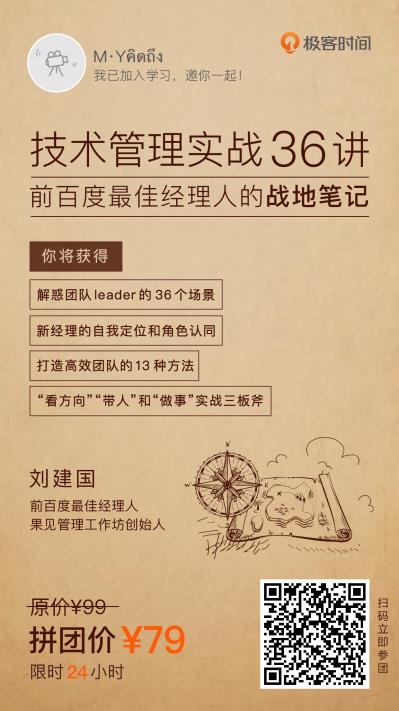 M·Yคิดถึง
极客时间
我已加入学习，邀你一起！
技术管理实战36讲
前百度最佳经理人的战地笔记
你将获得
解惑团队leader的36个场景
新经理的自我定位和角色认同
打造高效团队的13种方法
“看方向”“带人”和“做事”实战三板斧
刘建国
前百度最佳经理人
果见管理工作坊创始人
原价¥99
拼团价¥79
限时24小时
扫码立即参团